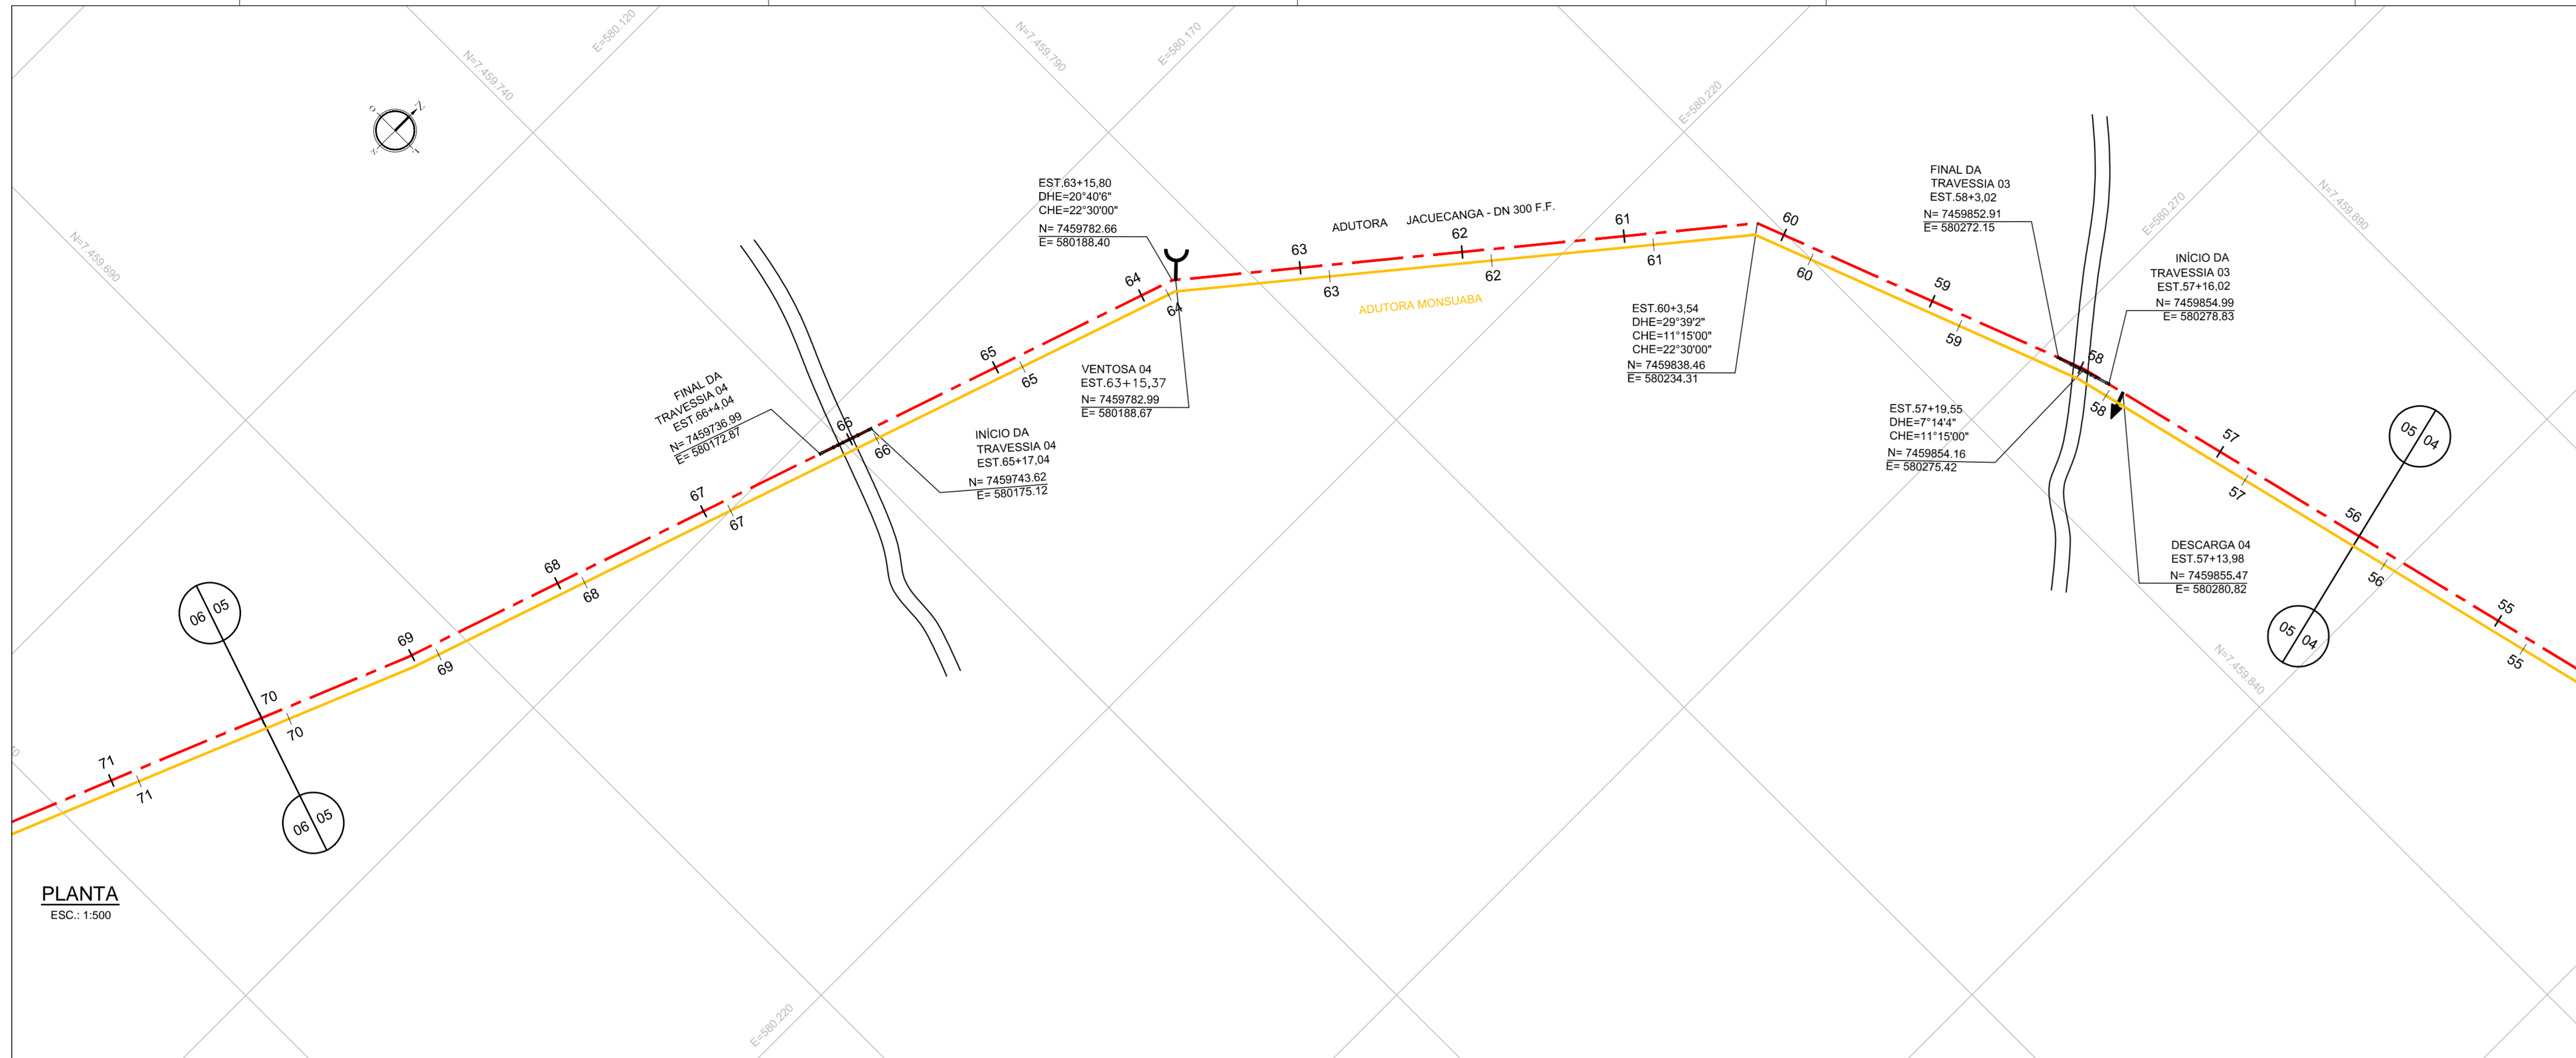 E=580.120
N=7.459.740
N=7.459.790
E=580.170
E=580.220
N=7.459.890
E=580.270
N=7.459.690
EST.63+15,80
DHE=20°40'6"
CHE=22°30'00"
N= 7459782.66
E= 580188.40
ADUTORA JACUECANGA - DN 300 F.F.
ADUTORA MONSUABA
FINAL DA
TRAVESSIA 03
EST.58+3,02
N= 7459852.91
E= 580272.15
INÍCIO DA
TRAVESSIA 03
EST.57+16,02
N= 7459854.99
E= 580278.83
EST.60+3,54
DHE=29°39'2"
CHE=11°15'00"
CHE=22°30'00"
N= 7459838.46
E= 580234.31
VENTOSA 04
EST.63+15,37
N= 7459782.99
E= 580188.67
FINAL DA
TRAVESSIA 04
EST.66+4,04
N= 7459736.99
E= 580172.87
INÍCIO DA
TRAVESSIA 04
EST.65+17,04
N= 7459743.62
E= 580175.12
EST.57+19,55
DHE=7°14'4"
CHE=11°15'00"
N= 7459854.16
E= 580275.42
DESCARGA 04
EST.57+13,98
N= 7459855.47
E= 580280.82
71
70
69
68
67
66
65
64
63
62
61
60
59
58
57
56
55
71
70
69
68
67
66
65
64
63
62
61
60
59
58
57
56
55
06 05
06 05
05 04
05 04
N=7.459.840
E=580.220
PLANTA
ESC.: 1:500